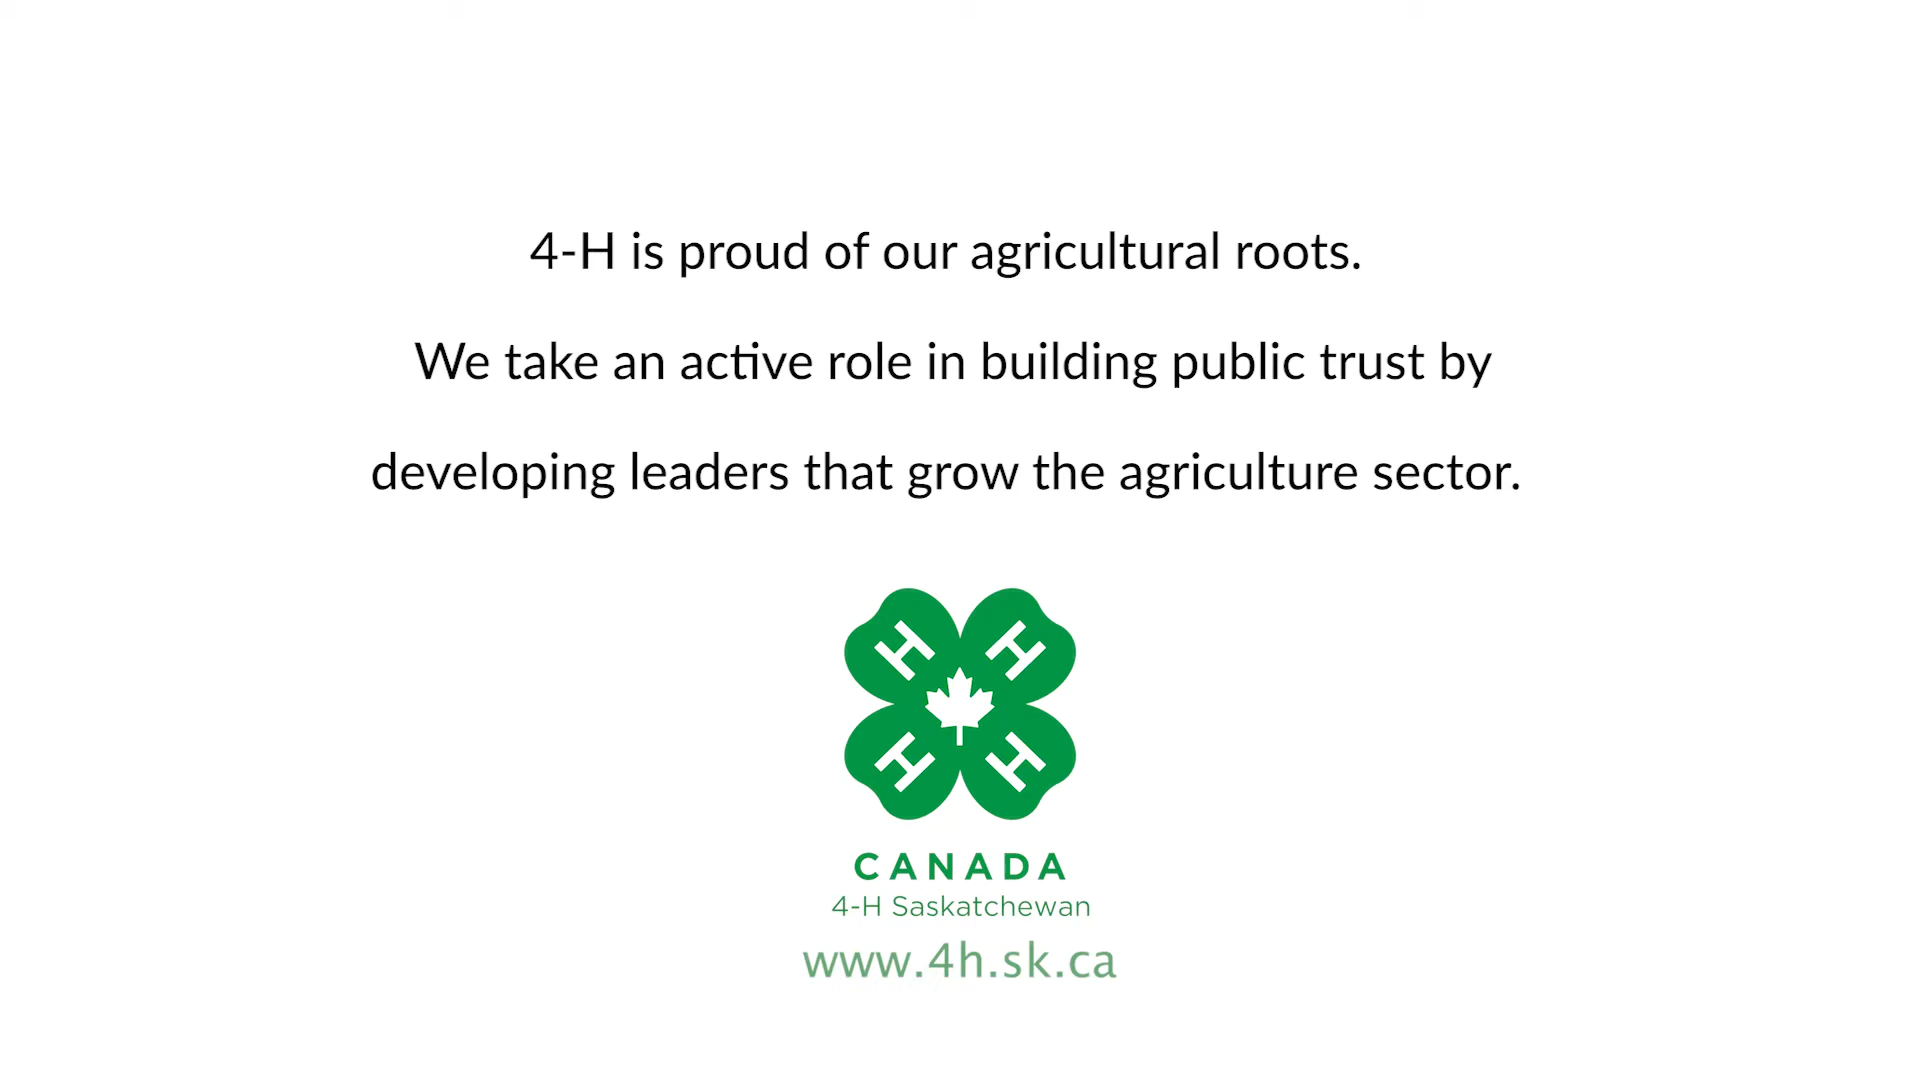 4-H is proud of our agricultural roots.
We take an active role in building public trust by
developing leaders that grow the agriculture sector.
H H
H H
CANADA
4-H Saskatchewan
www.4h.sk.ca